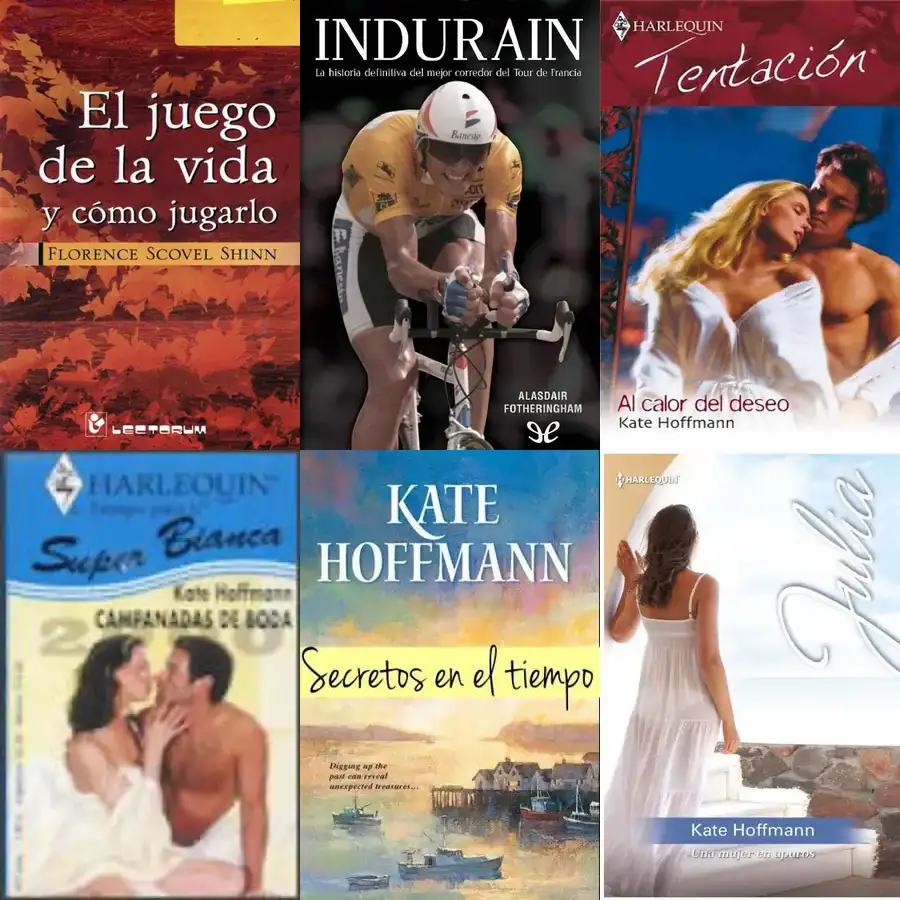 El juego
de la vida
y cómo jugarlo
FLORENCE SCOVEL SHINN
LECTORUM
INDURAIN
La historia definitiva del mejor corredor del Tour de Francia
Banesto
banesto
ALASDAIR
FOTHERINGHAM
HARLEQUIN
Tentación
Al calor del deseo
Kate Hoffmann
HARLEQUIN
Super Bianca
Kate Hoffmann
CAMPANADAS DE BODA
KATE
HOFFMANN
Secretos en el tiempo
Digging up the
past can reveal
unexpected treasures...
HARLEQUIN
Julia
Kate Hoffmann
Una mujer en apuros